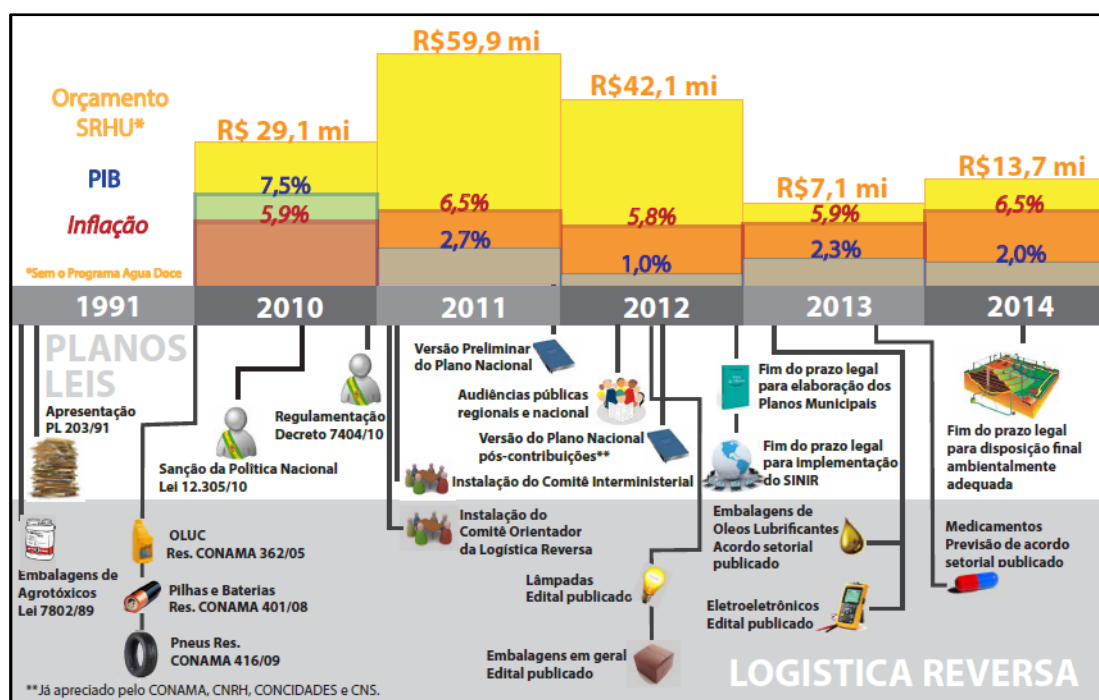 Orçamento
SRHU*
PIB
Inflação
*Sem o Programa Agua Doce
R$ 29,1 mi
7,5%
5,9%
R$59,9 mi
6,5%
2,7%
R$42,1 mi
5,8%
1,0%
R$7,1 mi
5,9%
2,3%
R$13,7 mi
6,5%
2,0%
1991
2010
2011
2012
2013
2014
PLANOS
LEIS
Apresentação
PL 203/91
Sanção da Política Nacional
Lei 12.305/10
Regulamentação
Decreto 7404/10
Versão Preliminar
do Plano Nacional
Audiências públicas
regionais e nacional
Versão do Plano Nacional
pós-contribuições**
Instalação do Comitê Interministerial
Fim do prazo legal
para elaboração dos
Planos Municipais
Fim do prazo legal
para implementação
do SINIR
Fim do prazo legal
para disposição final
ambientalmente
adequada
Embalagens de
Agrotóxicos
Lei 7802/89
OLUC
Res. CONAMA 362/05
Pilhas e Baterias
Res. CONAMA 401/08
Pneus Res.
CONAMA 416/09
Instalação do
Comitê Orientador
da Logística Reversa
Lâmpadas
Edital publicado
Embalagens em geral
Edital publicado
Embalagens de
Oleos Lubrificantes
Acordo setorial
publicado
Eletroeletrônicos
Edital publicado
Medicamentos
Previsão de acordo
setorial publicado
LOGISTICA REVERSA
**Já apreciado pelo CONAMA, CNRH, CONCIDADES e CNS.